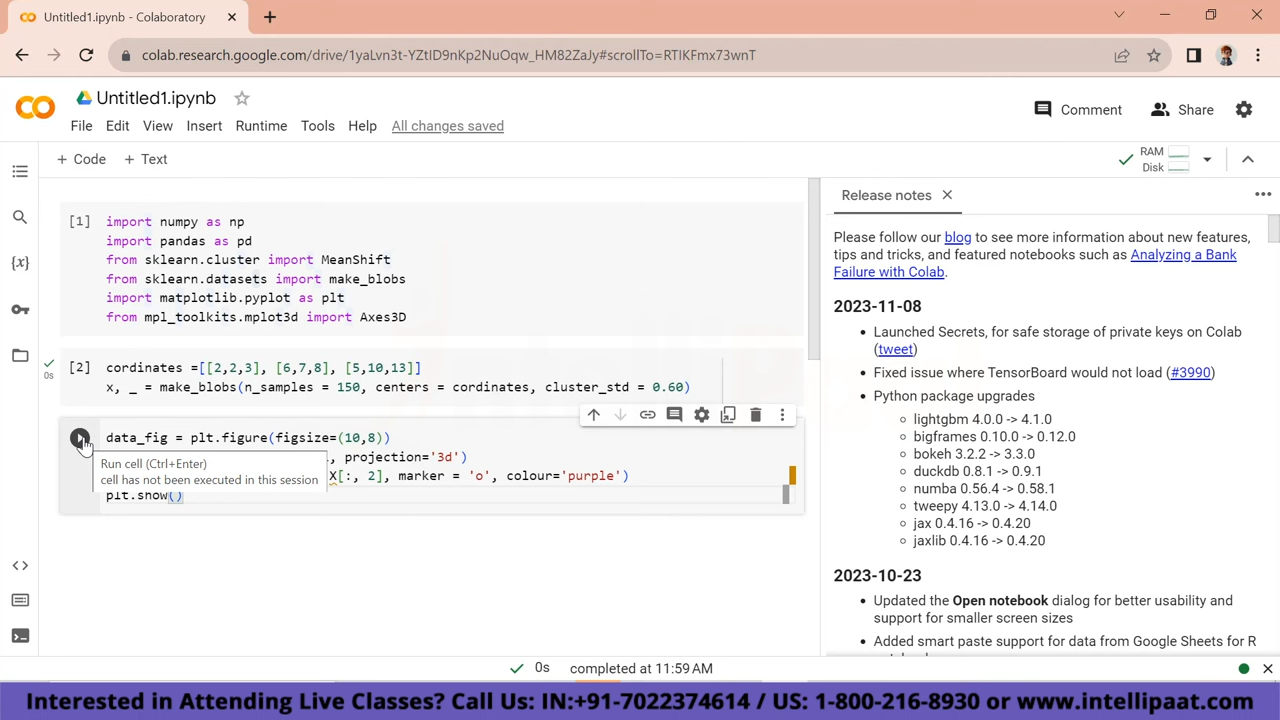 Untitled1.ipynb - Colaboratory
colab.research.google.com/drive/1yaLvn3t-YZtID9nKp2NuOqw_HM82ZaJy#scrollTo=RTIKFmx73wnT
Untitled1.ipynb
Comment
Share
File Edit View Insert Runtime Tools Help All changes saved
+ Code + Text
RAM
Disk
[1]
import numpy as np
import pandas as pd
from sklearn.cluster import MeanShift
from sklearn.datasets import make_blobs
import matplotlib.pyplot as plt
from mpl_toolkits.mplot3d import Axes3D
[2]
0s
cordinates =[[2,2,3], [6,7,8], [5,10,13]]
x, _ = make_blobs(n_samples = 150, centers = cordinates, cluster_std = 0.60)
data_fig = plt.figure(figsize=(10,8))
, projection='3d')
X[:, 2], marker = 'o', colour='purple')
plt.show()
Run cell (Ctrl+Enter)
cell has not been executed in this session
{x}
<>
Release notes
Please follow our blog to see more information about new features,
tips and tricks, and featured notebooks such as Analyzing a Bank
Failure with Colab.
2023-11-08
Launched Secrets, for safe storage of private keys on Colab
(tweet)
Fixed issue where TensorBoard would not load (#3990)
Python package upgrades
lightgbm 4.0.0 -> 4.1.0
bigframes 0.10.0 -> 0.12.0
bokeh 3.2.2 -> 3.3.0
duckdb 0.8.1 -> 0.9.1
numba 0.56.4 -> 0.58.1
tweepy 4.13.0 -> 4.14.0
jax 0.4.16 -> 0.4.20
jaxlib 0.4.16 -> 0.4.20
2023-10-23
Updated the Open notebook dialog for better usability and
support for smaller screen sizes
Added smart paste support for data from Google Sheets for R
0s completed at 11:59 AM
Interested in Attending Live Classes? Call Us: IN:+91-7022374614 / US: 1-800-216-8930 or www.intellipaat.com